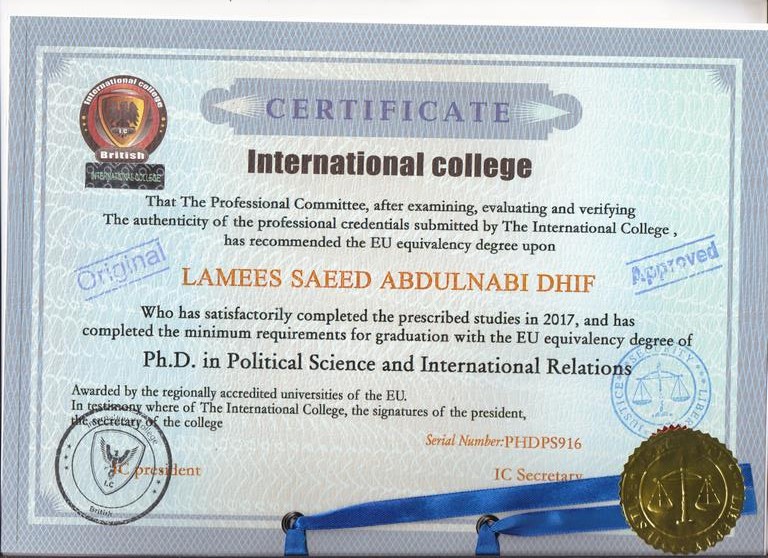 International college
I.C
British
INTERNATIONAL COLLEGE
CERTIFICATE
International college
That The Professional Committee, after examining, evaluating and verifying
The authenticity of the professional credentials submitted by The International College ,
has recommended the EU equivalency degree upon
Original
Approved
LAMEES SAEED ABDULNABI DHIF
Who has satisfactorily completed the prescribed studies in 2017, and has
completed the minimum requirements for graduation with the EU equivalency degree of
Ph.D. in Political Science and International Relations
Awarded by the regionally accredited universities of the EU.
In testimony where of The International College, the signatures of the president,
the secretary of the college
JUSTICE SECURITY LIBER
Serial Number:PHDPS916
IC president
IC Secretary
college
I.C
British